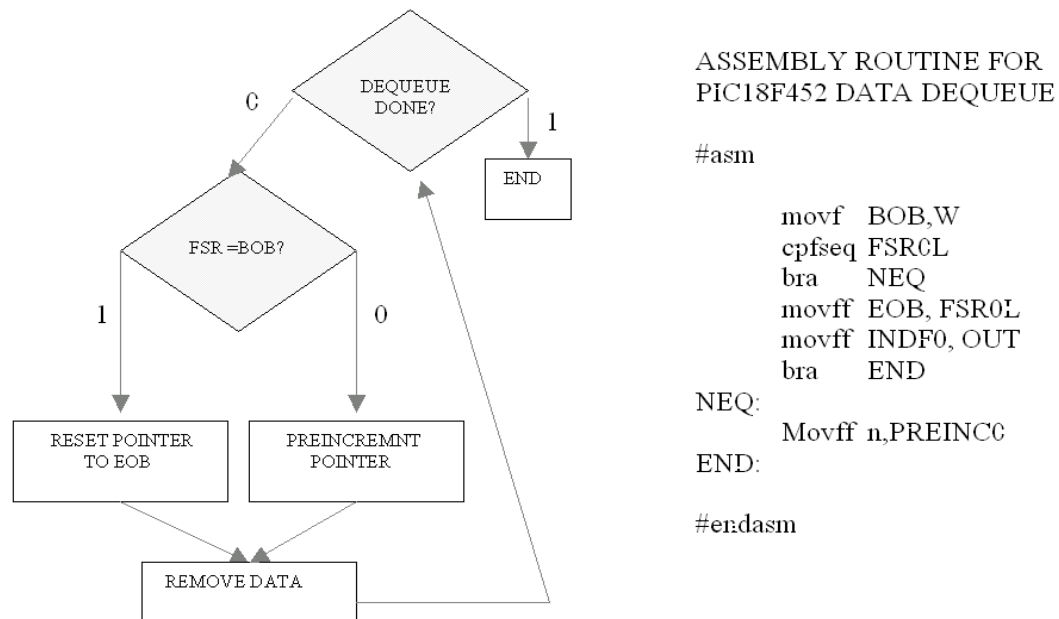 DEQUEUE
DONE?
0
1
END
FSR =BOB?
1
0
RESET POINTER
TO EOB
PREINCREMNT
POINTER
REMOVE DATA
ASSEMBLY ROUTINE FOR
PIC18F452 DATA DEQUEUE
#asm
movf BOB,W
cpfseq FSR0L
bra NEQ
movff EOB, FSR0L
movff INDF0, OUT
bra END
NEQ:
Movff n,PREINC0
END:
#endasm